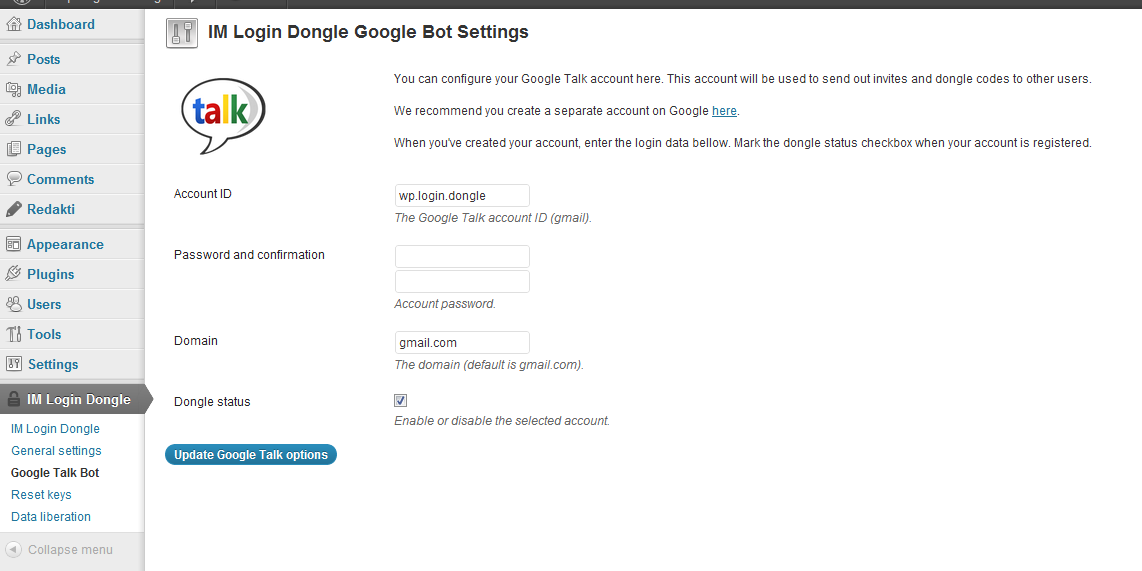 Dashboard
Posts
Media
Links
Pages
Comments
Redakti
Appearance
Plugins
Users
Tools
Settings
IM Login Dongle
IM Login Dongle
General settings
Google Talk Bot
Reset keys
Data liberation
Collapse menu
IM Login Dongle Google Bot Settings
talk
You can configure your Google Talk account here. This account will be used to send out invites and dongle codes to other users.
We recommend you create a separate account on Google here.
When you've created your account, enter the login data bellow. Mark the dongle status checkbox when your account is registered.
Account ID
wp.login.dongle
The Google Talk account ID (gmail).
Password and confirmation
Account password.
Domain
gmail.com
The domain (default is gmail.com).
Dongle status
Enable or disable the selected account.
Update Google Talk options